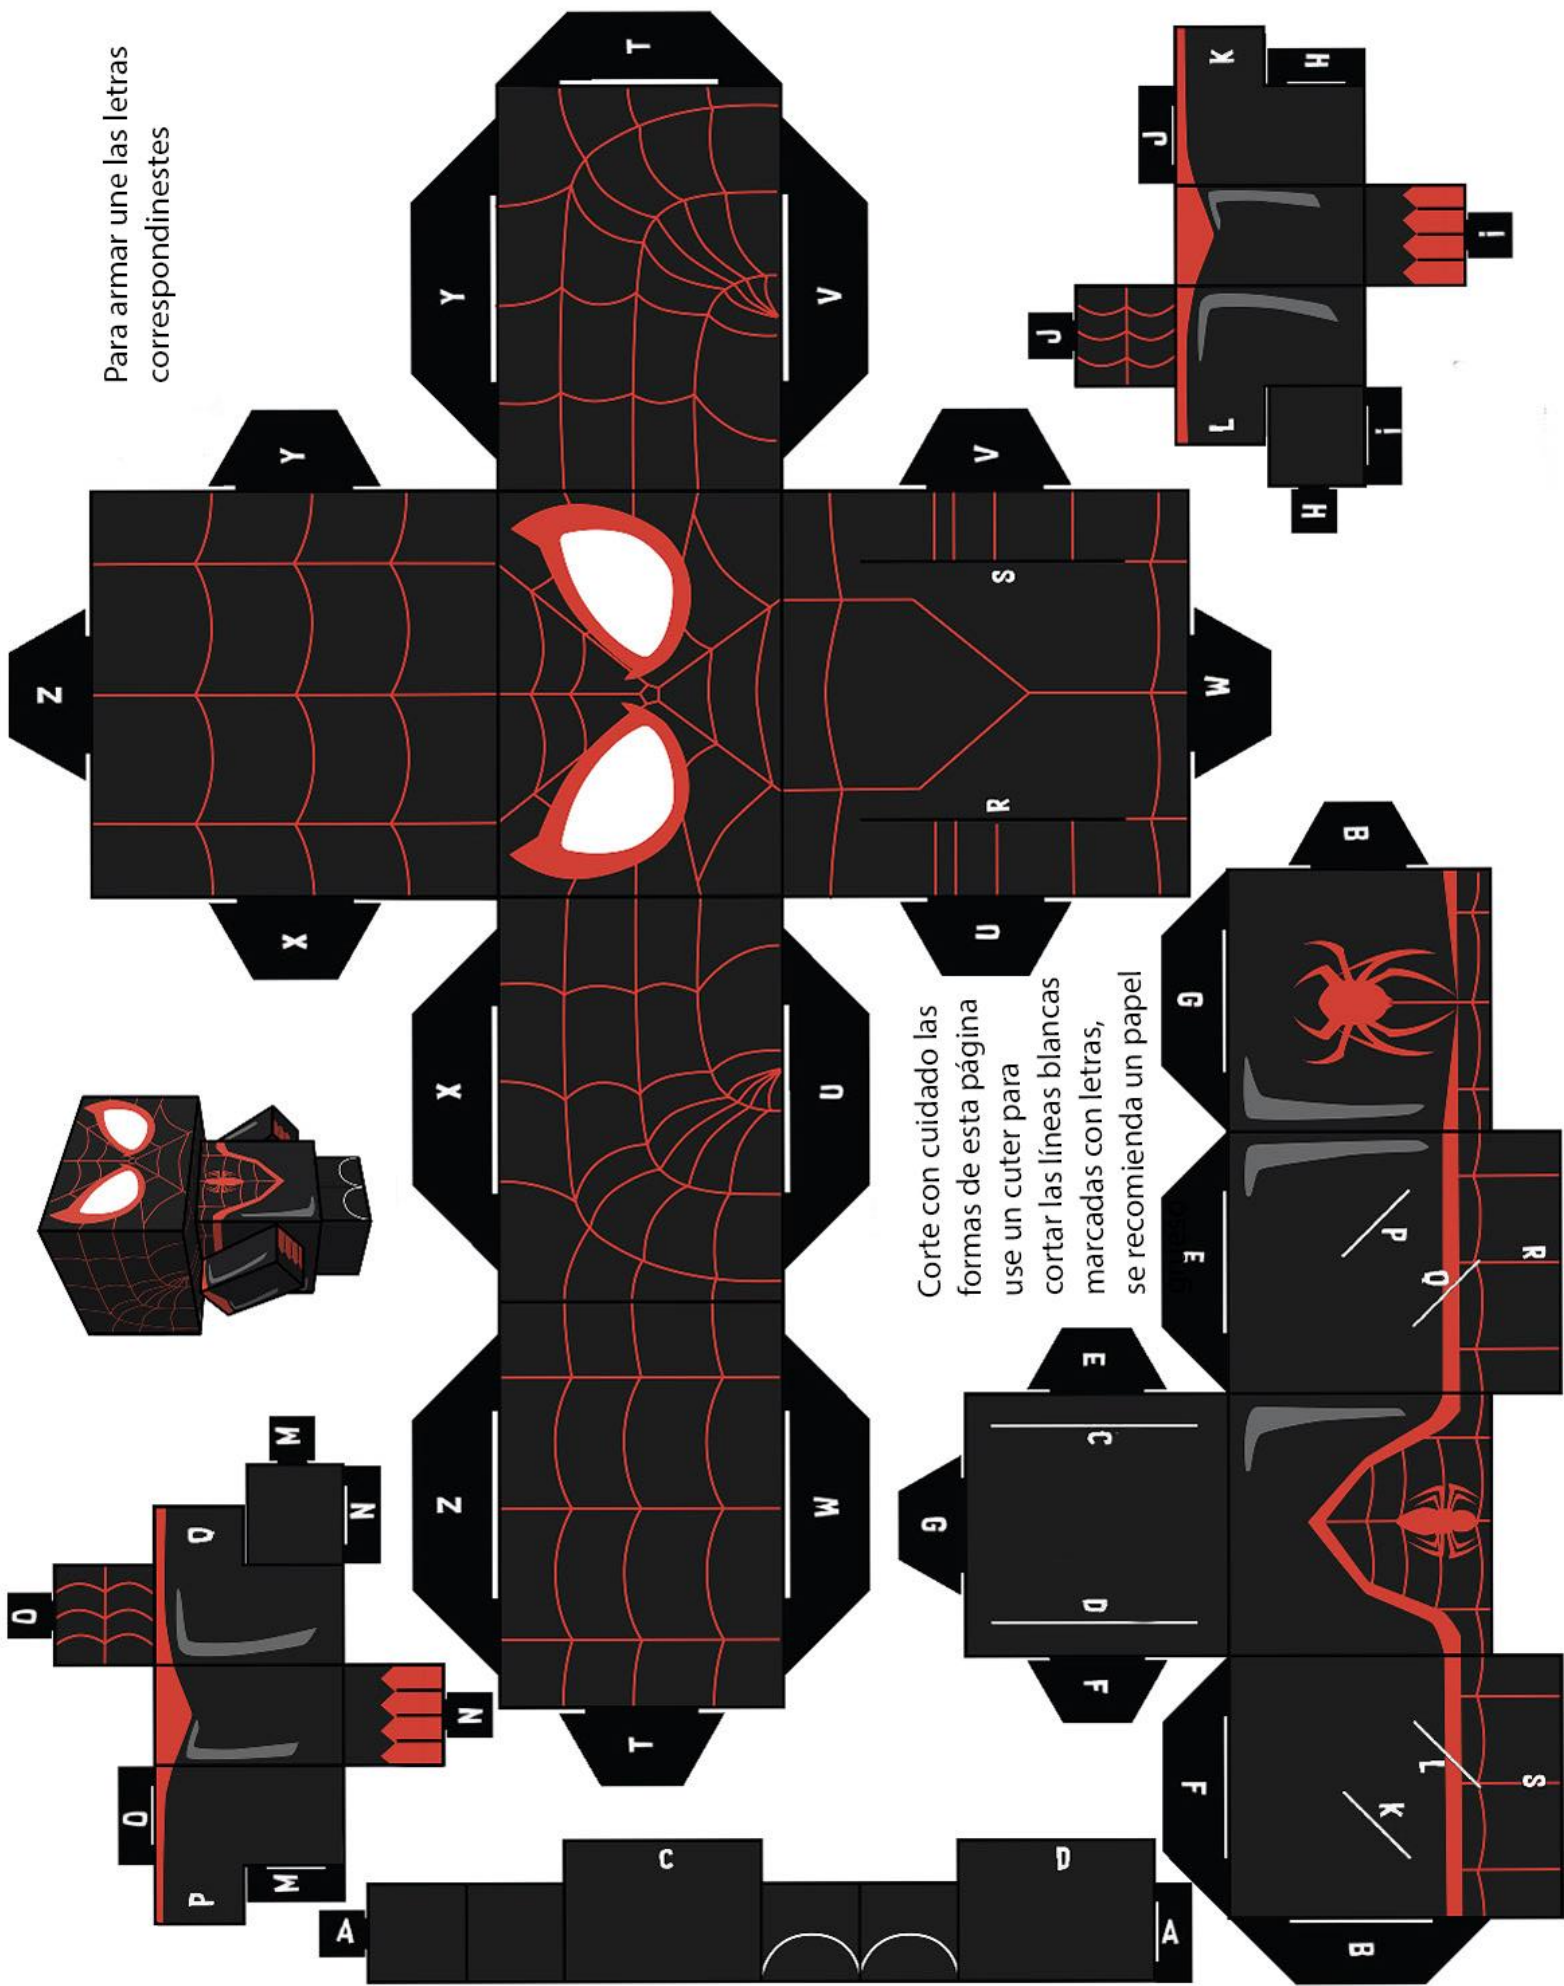 Para armar une las letras
correspondinestes
T
K
H
J
i
Y
V
J
L
i
H
Y
V
S
Z
W
R
B
X
U
G
Corte con cuidado las
formas de esta página
use un cuter para
cortar las líneas blancas
marcadas con letras,
se recomienda un papel
X
U
P
E
Q
R
E
C
M
N
Q
Z
W
G
D
O
F
N
T
O
L
F
K
S
P
M
C
D
A
A
B